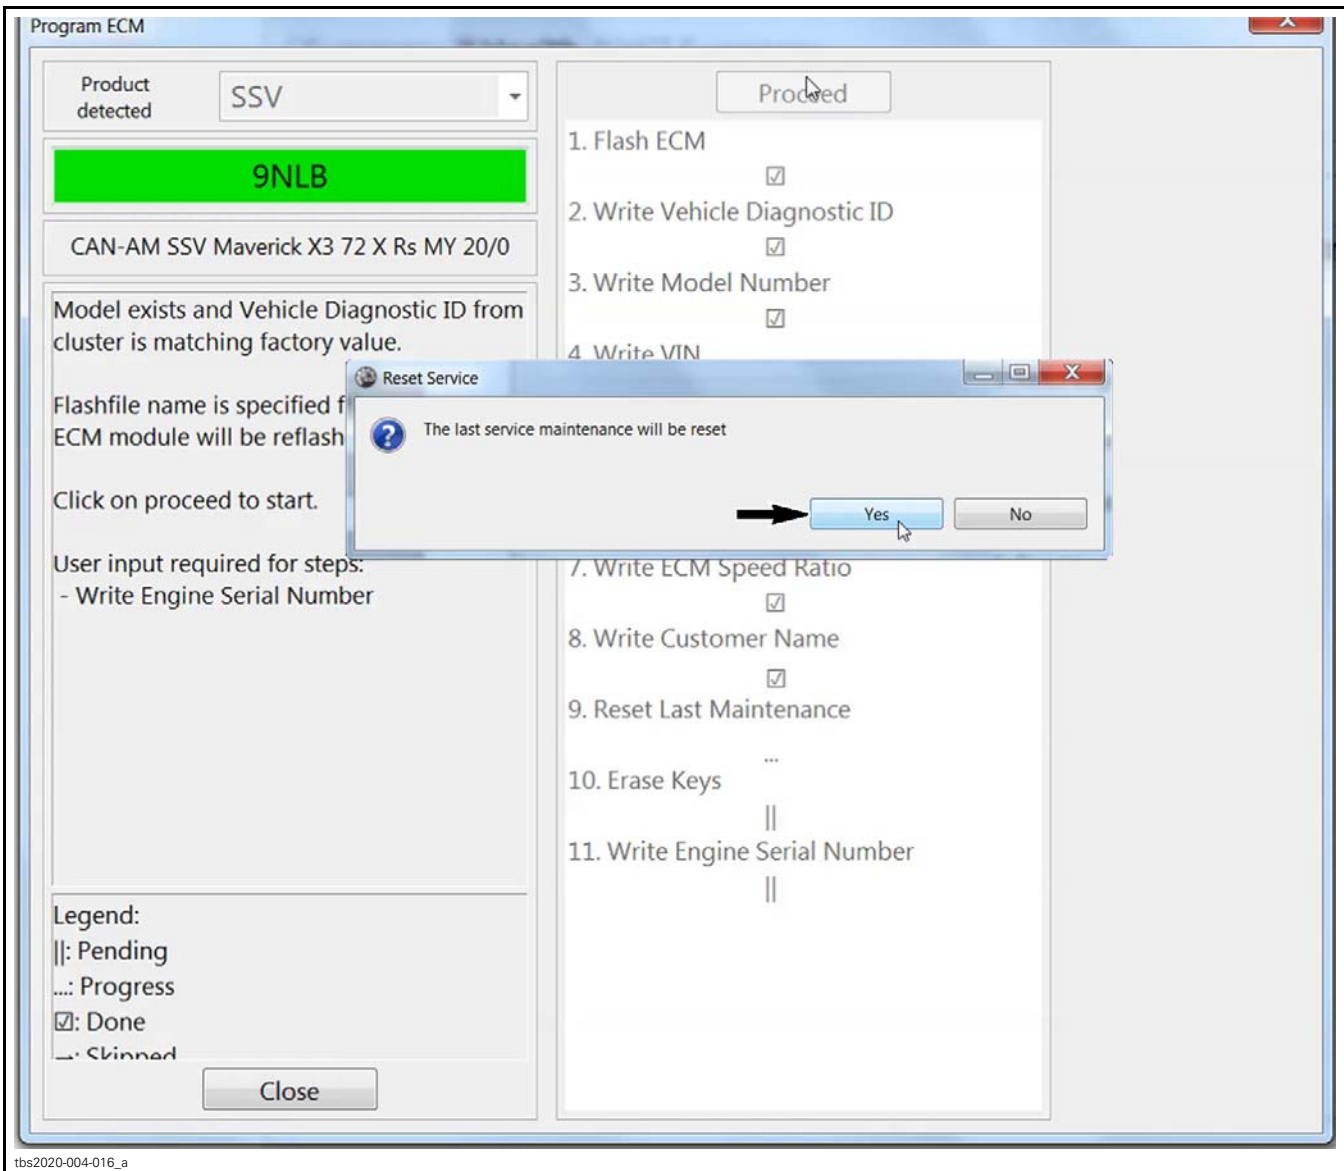 Program ECM
Product
detected
SSV
9NLB
CAN-AM SSV Maverick X3 72 X Rs MY 20/0
Model exists and Vehicle Diagnostic ID from
cluster is matching factory value.
Flashfile name is specified f
ECM module will be reflash
Click on proceed to start.
User input required for steps:
- Write Engine Serial Number
Legend:
||: Pending
...: Progress
☑: Done
→: Skipped
Close
Proceed
1. Flash ECM
☑
2. Write Vehicle Diagnostic ID
☑
3. Write Model Number
☑
4. Write VIN
Reset Service
The last service maintenance will be reset
Yes
No
7. Write ECM Speed Ratio
☑
8. Write Customer Name
☑
9. Reset Last Maintenance
...
10. Erase Keys
||
11. Write Engine Serial Number
||
tbs2020-004-016_a